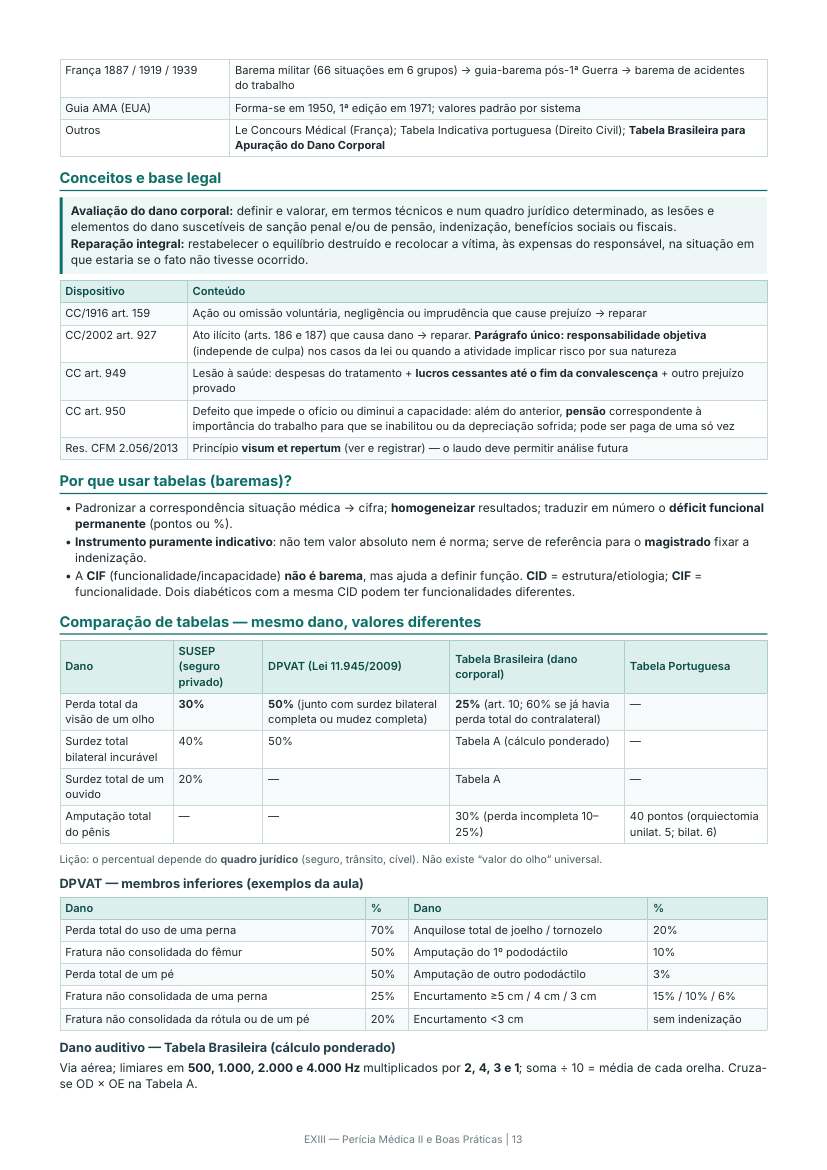 França 1887 / 1919 / 1939
Barema militar (66 situações em 6 grupos) → guia-barema pós-1ª Guerra → barema de acidentes
do trabalho
Guia AMA (EUA)
Forma-se em 1950, 1ª edição em 1971; valores padrão por sistema
Outros
Le Concours Médical (França); Tabela Indicativa portuguesa (Direito Civil); Tabela Brasileira para
Apuração do Dano Corporal
Conceitos e base legal
Avaliação do dano corporal: definir e valorar, em termos técnicos e num quadro jurídico determinado, as lesões e
elementos do dano suscetíveis de sanção penal e/ou de pensão, indenização, benefícios sociais ou fiscais.
Reparação integral: restabelecer o equilíbrio destruído e recolocar a vítima, às expensas do responsável, na situação em
que estaria se o fato não tivesse ocorrido.
Dispositivo
Conteúdo
CC/1916 art. 159
Ação ou omissão voluntária, negligência ou imprudência que cause prejuízo → reparar
CC/2002 art. 927
Ato ilícito (arts. 186 e 187) que causa dano → reparar. Parágrafo único: responsabilidade objetiva
(independe de culpa) nos casos da lei ou quando a atividade implicar risco por sua natureza
CC art. 949
Lesão à saúde: despesas do tratamento + lucros cessantes até o fim da convalescença + outro prejuízo
provado
CC art. 950
Defeito que impede o ofício ou diminui a capacidade: além do anterior, pensão correspondente à
importância do trabalho para que se inabilitou ou da depreciação sofrida; pode ser paga de uma só vez
Res. CFM 2.056/2013
Princípio visum et repertum (ver e registrar) — o laudo deve permitir análise futura
Por que usar tabelas (baremas)?
• Padronizar a correspondência situação médica → cifra; homogeneizar resultados; traduzir em número o déficit funcional
permanente (pontos ou %).
• Instrumento puramente indicativo: não tem valor absoluto nem é norma; serve de referência para o magistrado fixar a
indenização.
• A CIF (funcionalidade/incapacidade) não é barema, mas ajuda a definir função. CID = estrutura/etiologia; CIF =
funcionalidade. Dois diabéticos com a mesma CID podem ter funcionalidades diferentes.
Comparação de tabelas — mesmo dano, valores diferentes
Dano
SUSEP
(seguro
privado)
DPVAT (Lei 11.945/2009)
Tabela Brasileira (dano
corporal)
Tabela Portuguesa
Perda total da
visão de um olho
30%
50% (junto com surdez bilateral
completa ou mudez completa)
25% (art. 10; 60% se já havia
perda total do contralateral)
—
Surdez total
bilateral incurável
40%
50%
Tabela A (cálculo ponderado)
—
Surdez total de um
ouvido
20%
—
Tabela A
—
Amputação total
do pênis
—
—
30% (perda incompleta 10–
25%)
40 pontos (orquiectomia
unilat. 5; bilat. 6)
Lição: o percentual depende do quadro jurídico (seguro, trânsito, cível). Não existe “valor do olho” universal.
DPVAT — membros inferiores (exemplos da aula)
Dano
%
Dano
%
Perda total do uso de uma perna
70%
Anquilose total de joelho / tornozelo
20%
Fratura não consolidada do fêmur
50%
Amputação do 1º pododáctilo
10%
Perda total de um pé
50%
Amputação de outro pododáctilo
3%
Fratura não consolidada de uma perna
25%
Encurtamento ≥5 cm / 4 cm / 3 cm
15% / 10% / 6%
Fratura não consolidada da rótula ou de um pé
20%
Encurtamento <3 cm
sem indenização
Dano auditivo — Tabela Brasileira (cálculo ponderado)
Via aérea; limiares em 500, 1.000, 2.000 e 4.000 Hz multiplicados por 2, 4, 3 e 1; soma ÷ 10 = média de cada orelha. Cruza-
se OD × OE na Tabela A.
EXIII — Perícia Médica II e Boas Práticas | 13